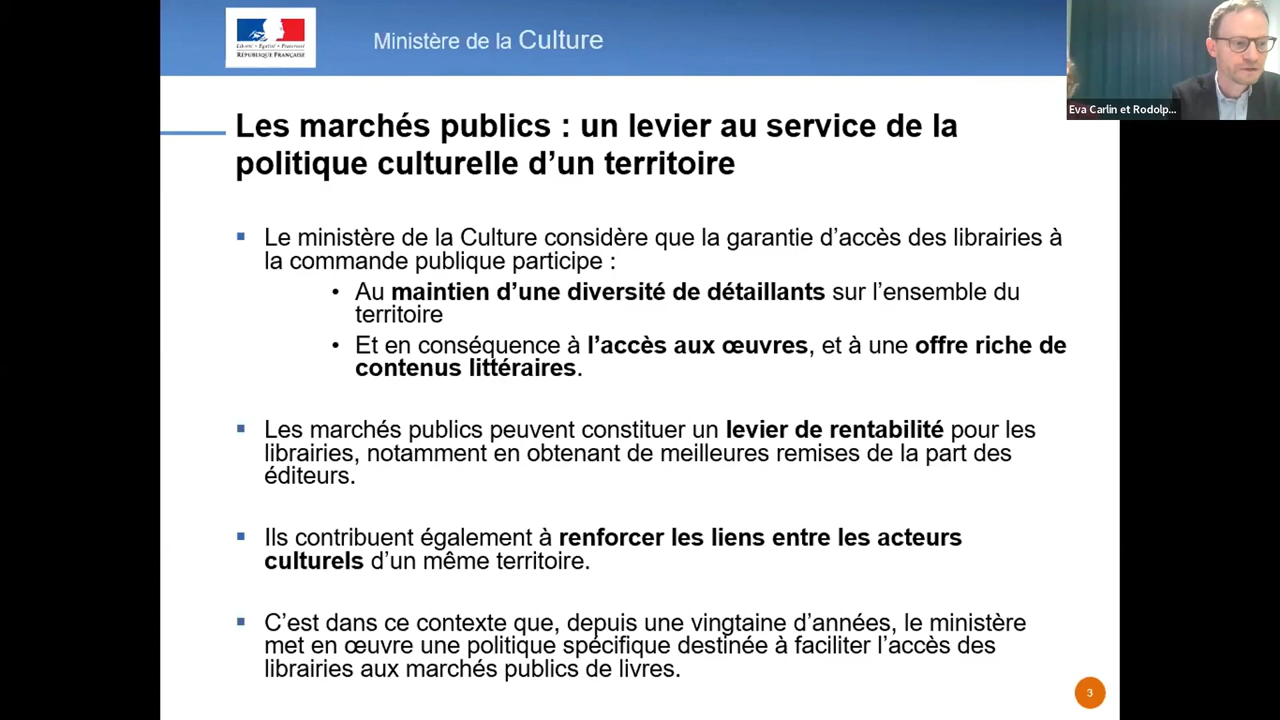 Liberté • Égalité • Fraternité
RÉPUBLIQUE FRANÇAISE
Ministère de la Culture
Eva Carlin et Rodolp...
Les marchés publics : un levier au service de la
politique culturelle d’un territoire
▪ Le ministère de la Culture considère que la garantie d’accès des librairies à
la commande publique participe :
• Au maintien d’une diversité de détaillants sur l’ensemble du
territoire
• Et en conséquence à l’accès aux œuvres, et à une offre riche de
contenus littéraires.
▪ Les marchés publics peuvent constituer un levier de rentabilité pour les
librairies, notamment en obtenant de meilleures remises de la part des
éditeurs.
▪ Ils contribuent également à renforcer les liens entre les acteurs
culturels d’un même territoire.
▪ C’est dans ce contexte que, depuis une vingtaine d’années, le ministère
met en œuvre une politique spécifique destinée à faciliter l’accès des
librairies aux marchés publics de livres.
3